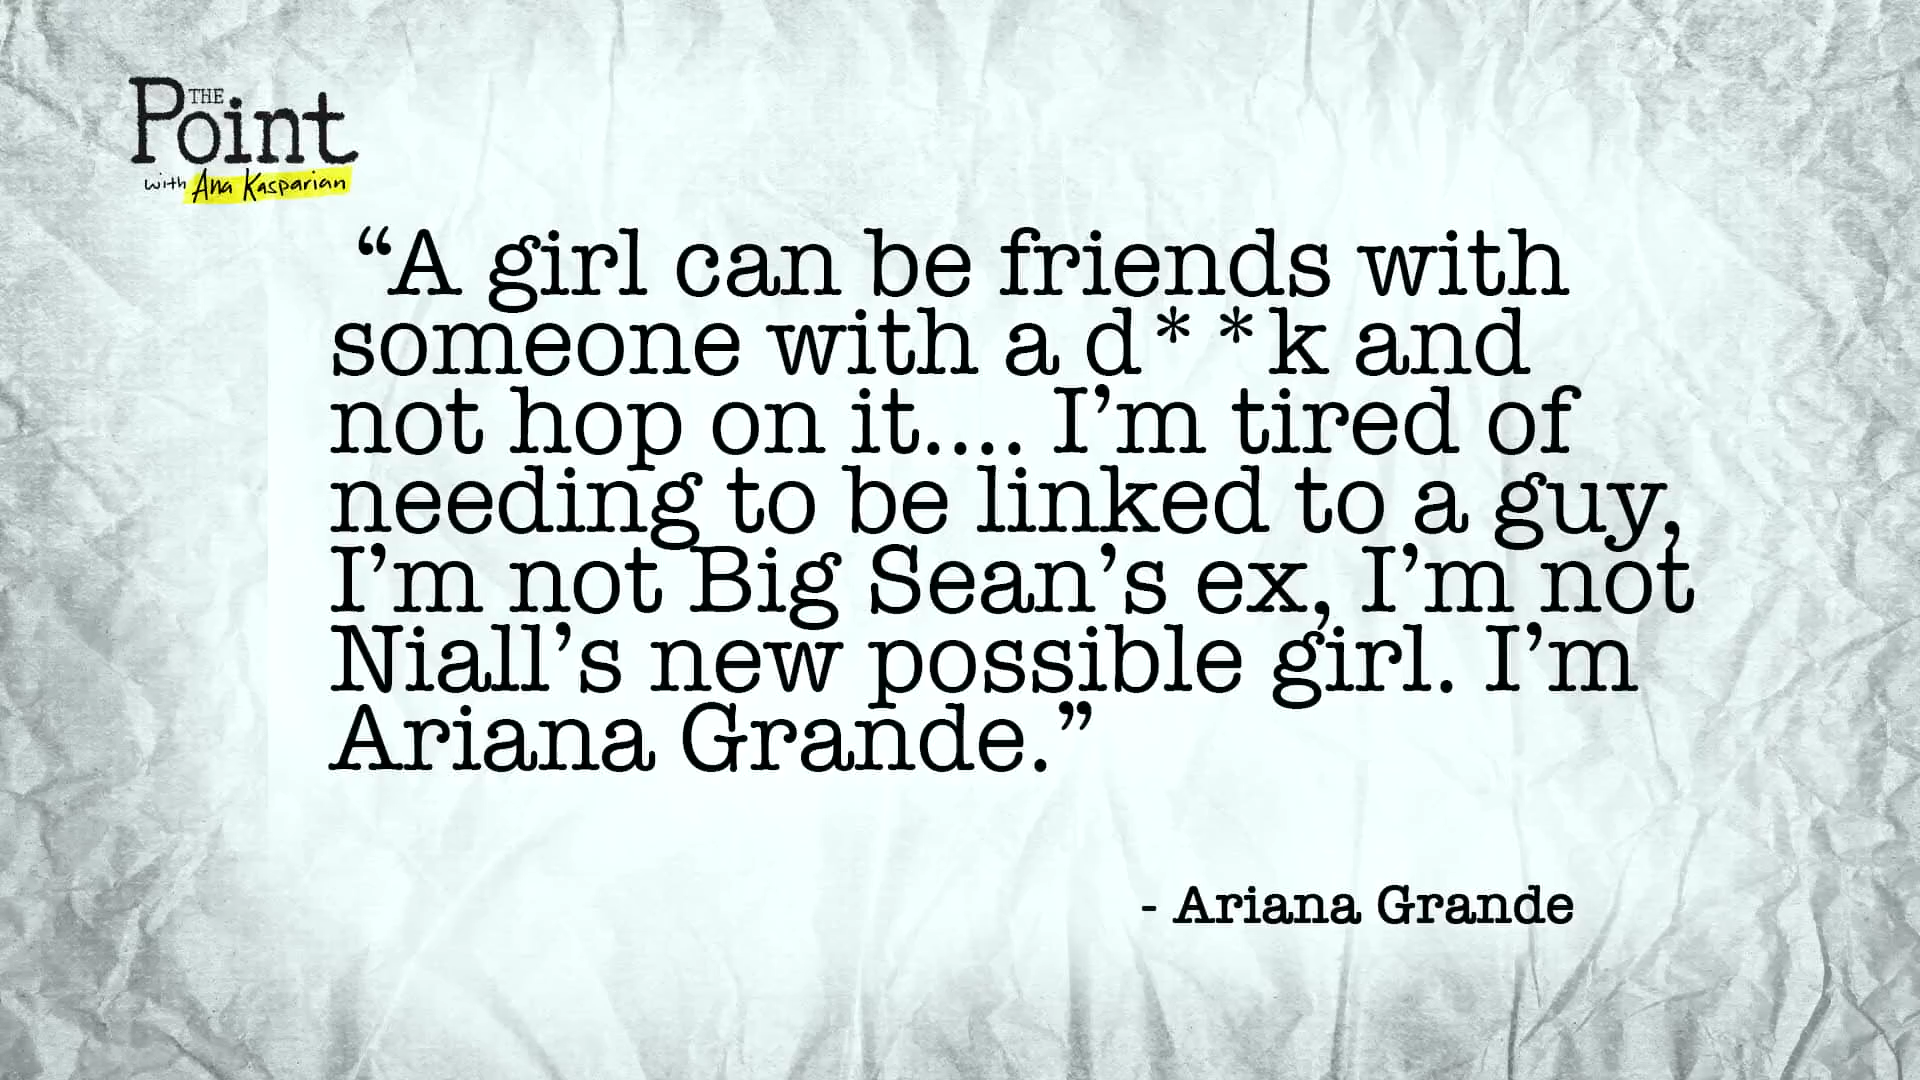 THE
Point
with Ana Kasparian
“A girl can be friends with
someone with a d**k and
not hop on it.... I’m tired of
needing to be linked to a guy,
I’m not Big Sean’s ex, I’m not
Niall’s new possible girl. I’m
Ariana Grande.”
- Ariana Grande